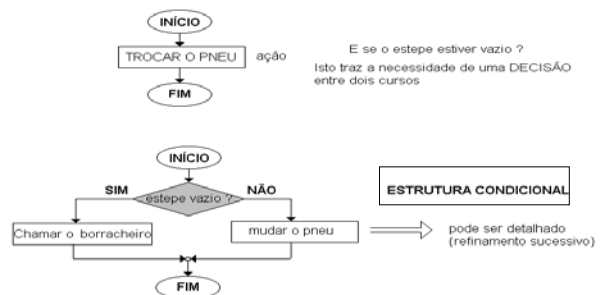 INÍCIO
TROCAR O PNEU
ação
FIM
E se o estepe estiver vazio ?
Isto traz a necessidade de uma DECISÃO
entre dois cursos
INÍCIO
SIM
estepe vazio ?
NÃO
Chamar o borracheiro
mudar o pneu
FIM
ESTRUTURA CONDICIONAL
pode ser detalhado
(refinamento sucessivo)